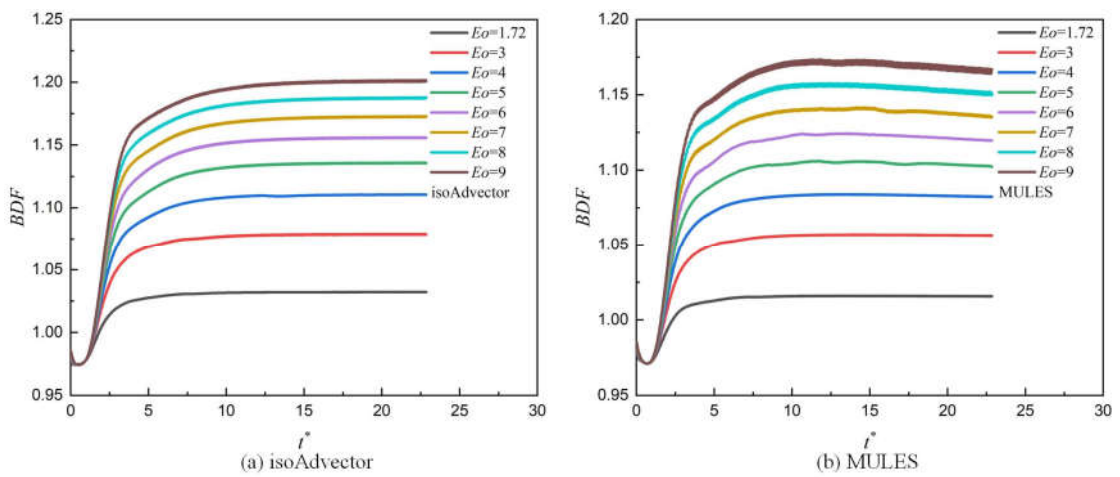 1.25
1.20
1.15
1.10
1.05
1.00
0.95
BDF
0
5
10
15
20
25
30
t*
Eo=1.72
Eo=3
Eo=4
Eo=5
Eo=6
Eo=7
Eo=8
Eo=9
isoAdvector
(a) isoAdvector
1.20
1.15
1.10
1.05
1.00
0.95
BDF
0
5
10
15
20
25
30
t*
Eo=1.72
Eo=3
Eo=4
Eo=5
Eo=6
Eo=7
Eo=8
Eo=9
MULES
(b) MULES